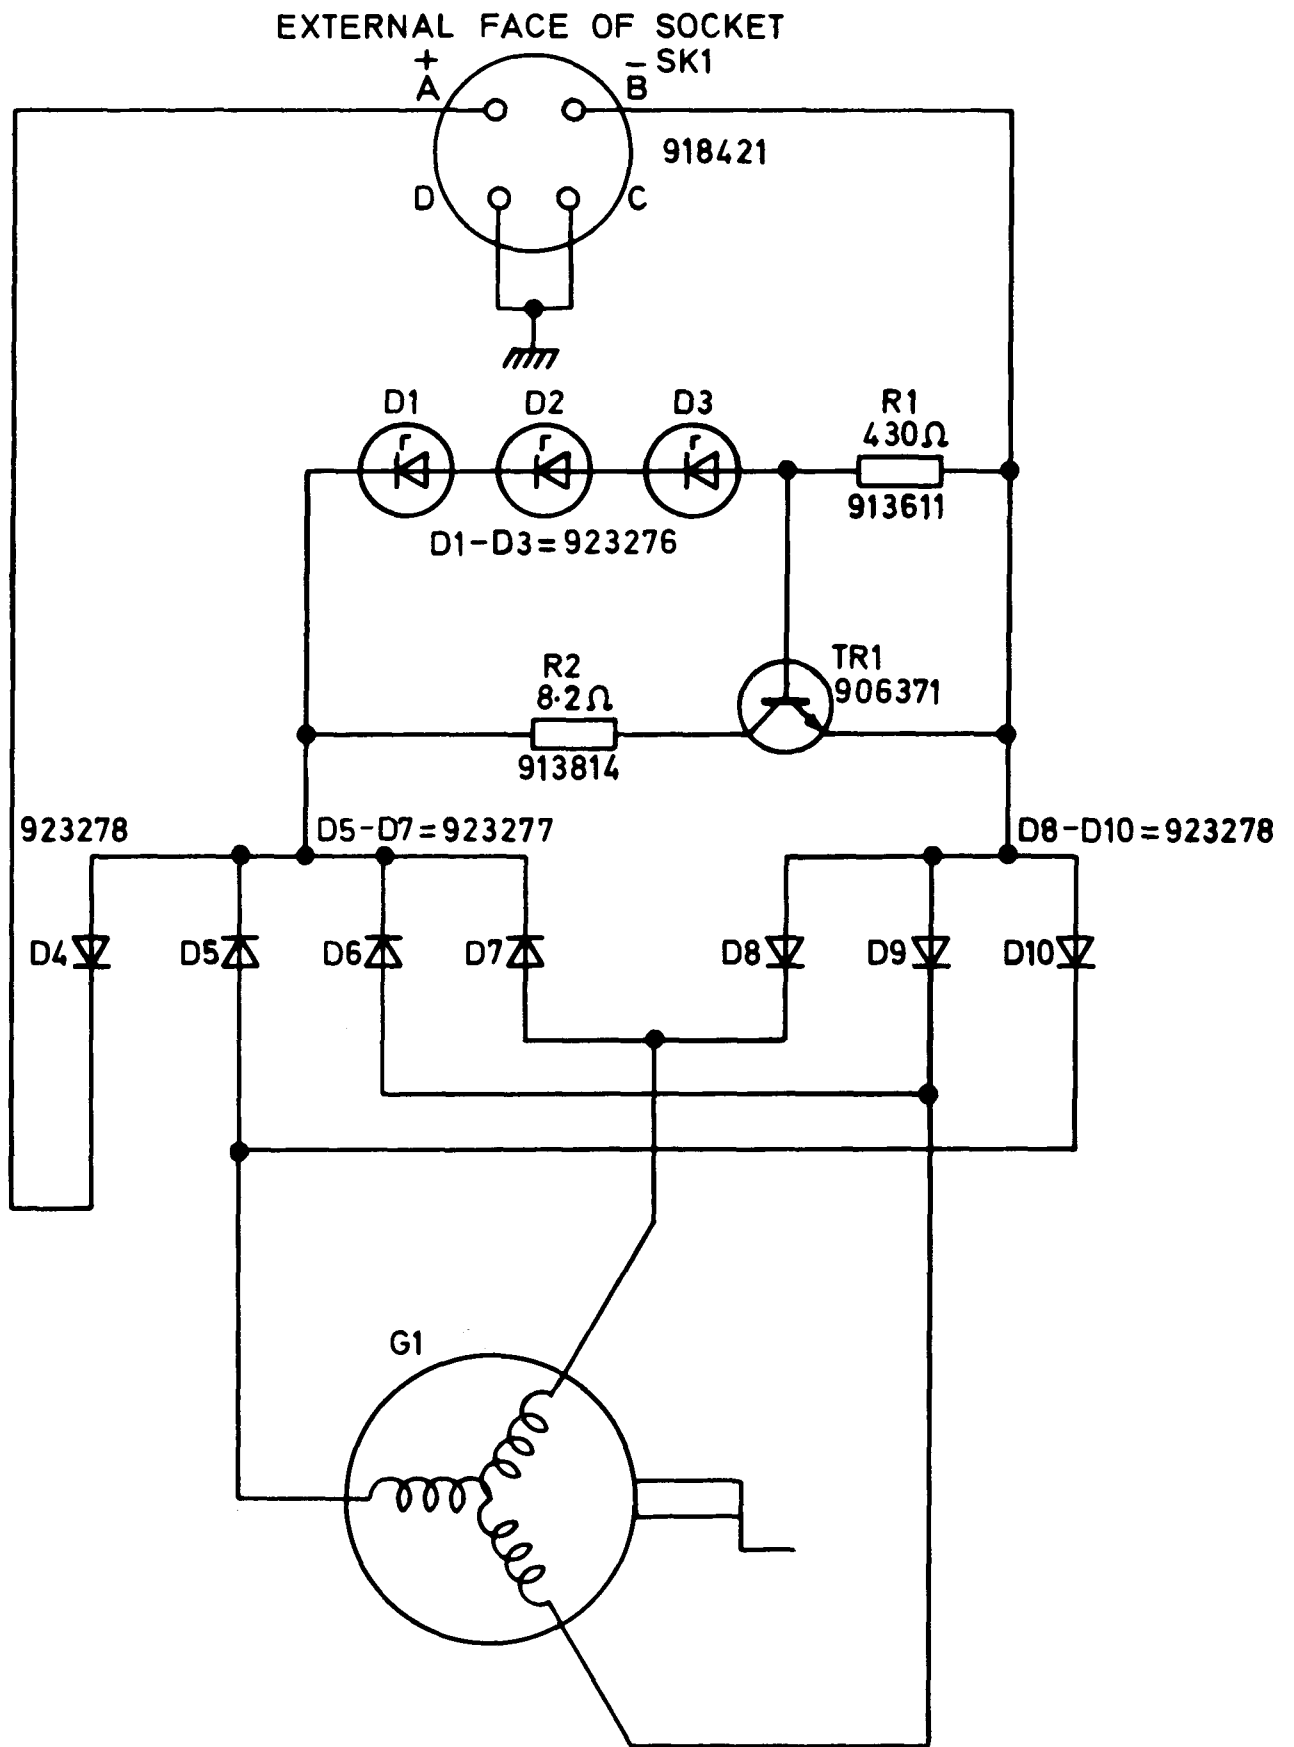 EXTERNAL FACE OF SOCKET
+
A
– SK1
B
918421
D
C
D1
D2
D3
R1
430Ω
913611
D1-D3=923276
R2
8·2Ω
913814
TR1
906371
923278
D5-D7=923277
D8-D10=923278
D4
D5
D6
D7
D8
D9
D10
G1